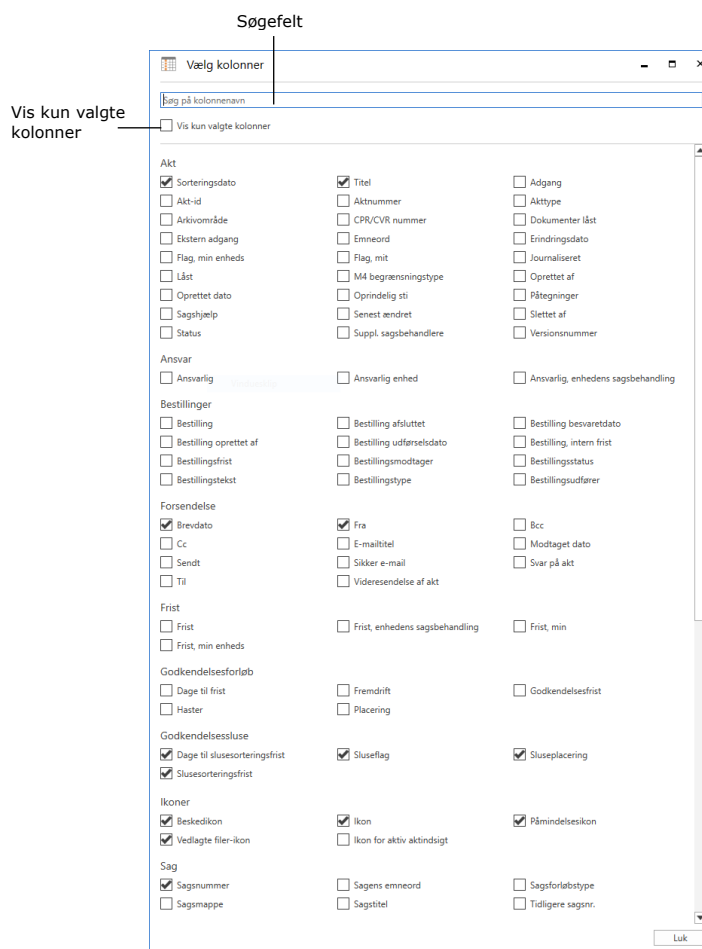 Søgefelt
Vælg kolonner
Søg på kolonnenavn
Vis kun valgte
kolonner
Vis kun valgte kolonner
Akt
Sorteringsdato Titel Adgang
Akt-id Aktnummer Akttype
Arkivområde CPR/CVR nummer Dokumenter låst
Ekstern adgang Emneord Erindringsdato
Flag, min enheds Flag, mit Journaliseret
Låst M4 begrænsningstype Oprettet af
Oprettet dato Oprindelig sti Påtegninger
Sagshjælp Senest ændret Slettet af
Status Suppl. sagsbehandlere Versionsnummer
Ansvar
Ansvarlig Ansvarlig enhed Ansvarlig, enhedens sagsbehandling
Bestillinger
Bestilling Bestilling afsluttet Bestilling besvaretdato
Bestilling oprettet af Bestilling udførselsdato Bestilling, intern frist
Bestillingsfrist Bestillingsmodtager Bestillingsstatus
Bestillingstekst Bestillingstype Bestillingsudfører
Forsendelse
Brevdato Fra Bcc
Cc E-mailtitel Modtaget dato
Sendt Sikker e-mail Svar på akt
Til Videresendelse af akt
Frist
Frist Frist, enhedens sagsbehandling Frist, min
Frist, min enheds
Godkendelsesforløb
Dage til frist Fremdrift Godkendelsesfrist
Haster Placering
Godkendelsessluse
Dage til slusesorteringsfrist Sluseflag Sluseplacering
Slusesorteringsfrist
Ikoner
Beskedikon Ikon Påmindelsesikon
Vedlagte filer-ikon Ikon for aktiv aktindsigt
Sag
Sagsnummer Sagens emneord Sagsforløbstype
Sagsmappe Sagstitel Tidligere sagsnr.
Luk